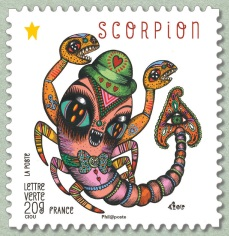 SCORPION
LA POSTE
LETTRE
VERTE
20g FRANCE
Phil@poste